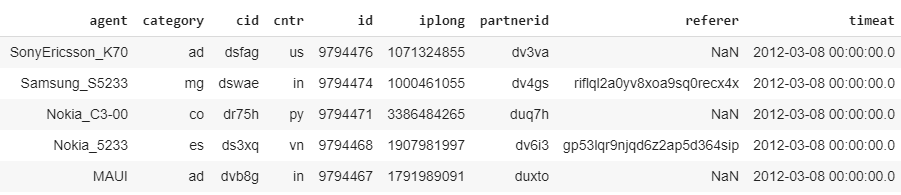 agent category cid cntr id iplong partnerid referer timeat
SonyEricsson_K70 ad dsfag us 9794476 1071324855 dv3va NaN 2012-03-08 00:00:00.0
Samsung_S5233 mg dswae in 9794474 1000461055 dv4gs riflql2a0yv8xoa9sq0recx4x 2012-03-08 00:00:00.0
Nokia_C3-00 co dr75h py 9794471 3386484265 duq7h NaN 2012-03-08 00:00:00.0
Nokia_5233 es ds3xq vn 9794468 1907981997 dv6i3 gp53lqr9njqd6z2ap5d364sip 2012-03-08 00:00:00.0
MAUI ad dvb8g in 9794467 1791989091 duxto NaN 2012-03-08 00:00:00.0